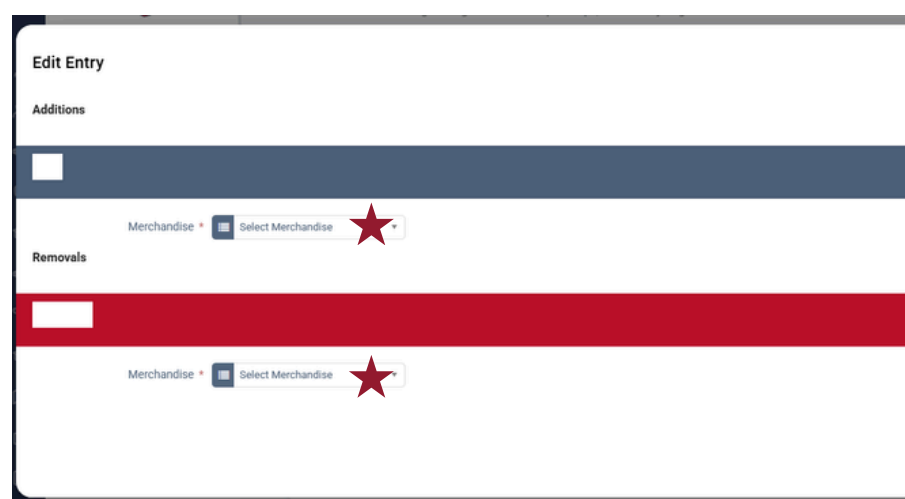 Edit Entry
Additions
Merchandise * Select Merchandise
Removals
Merchandise * Select Merchandise